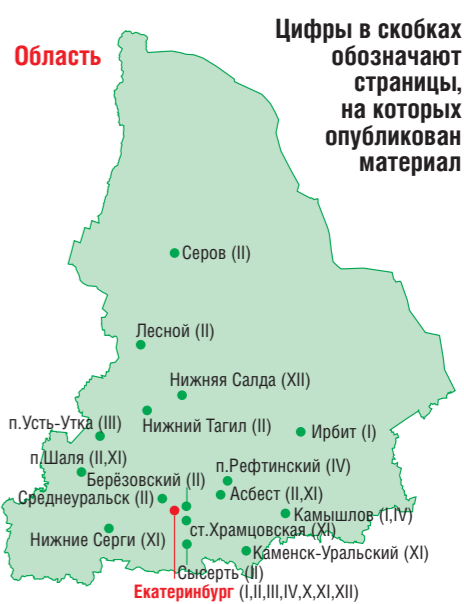 Цифры в скобках
обозначают
страницы,
на которых
опубликован
материал
Область
Серов (II)
Лесной (II)
Нижняя Салда (XII)
Нижний Тагил (II)
п.Усть-Утка (III)
Ирбит (I)
п.Шаля (II,XI)
п.Рефтинский (IV)
Берёзовский (II)
Среднеуральск (II)
Асбест (II,XI)
Камышлов (I,IV)
ст.Храмцовская (XI)
Нижние Серги (XI)
Каменск-Уральский (XI)
Сысерть (II)
Екатеринбург (I,II,III,IV,X,XI,XII)